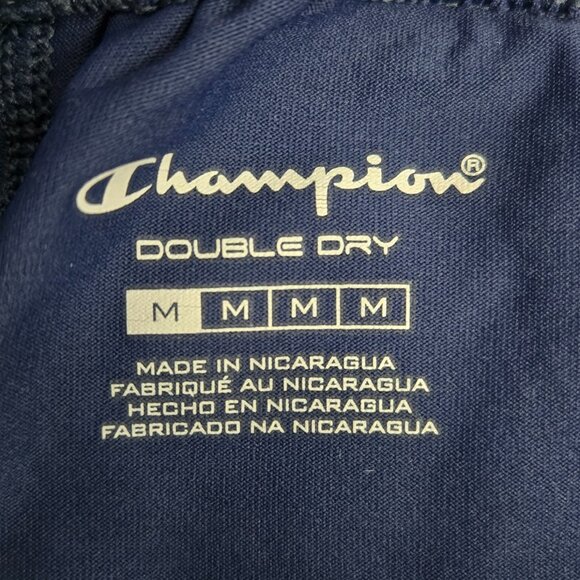 Champion®
DOUBLE DRY
M M M M
MADE IN NICARAGUA
FABRIQUÉ AU NICARAGUA
HECHO EN NICARAGUA
FABRICADO NA NICARAGUA